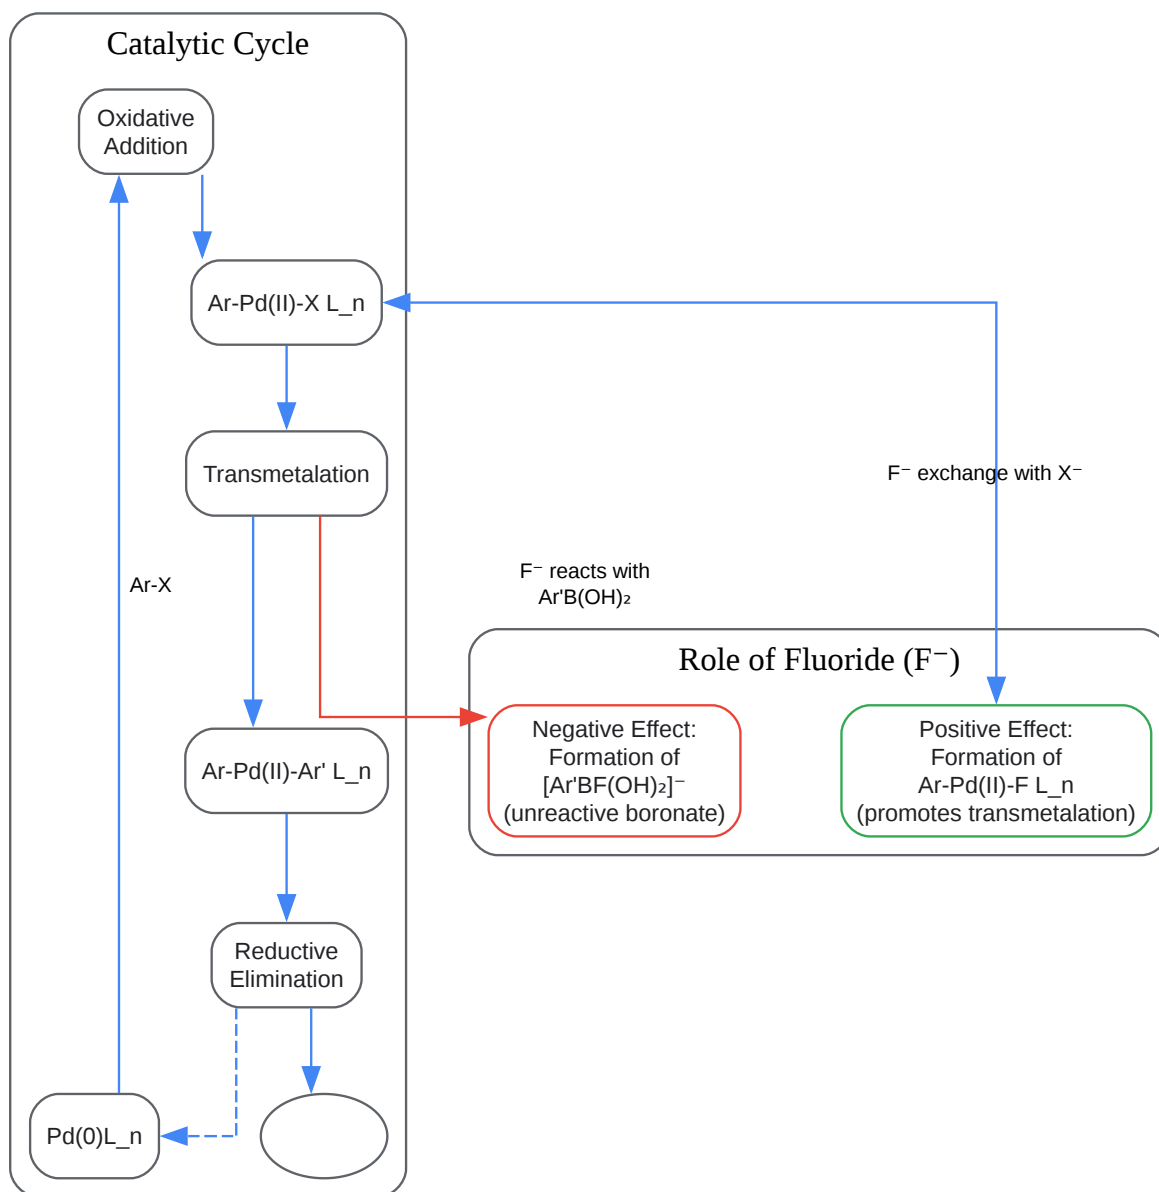 Catalytic Cycle
Oxidative
Addition
Ar-Pd(II)-X L_n
Transmetalation
F⁻ exchange with X⁻
Ar-X
F⁻ reacts with
Ar'B(OH)₂
Role of Fluoride (F⁻)
Negative Effect:
Formation of
[Ar'BF(OH)₂]⁻
(unreactive boronate)
Positive Effect:
Formation of
Ar-Pd(II)-F L_n
(promotes transmetalation)
Ar-Pd(II)-Ar' L_n
Reductive
Elimination
Pd(0)L_n